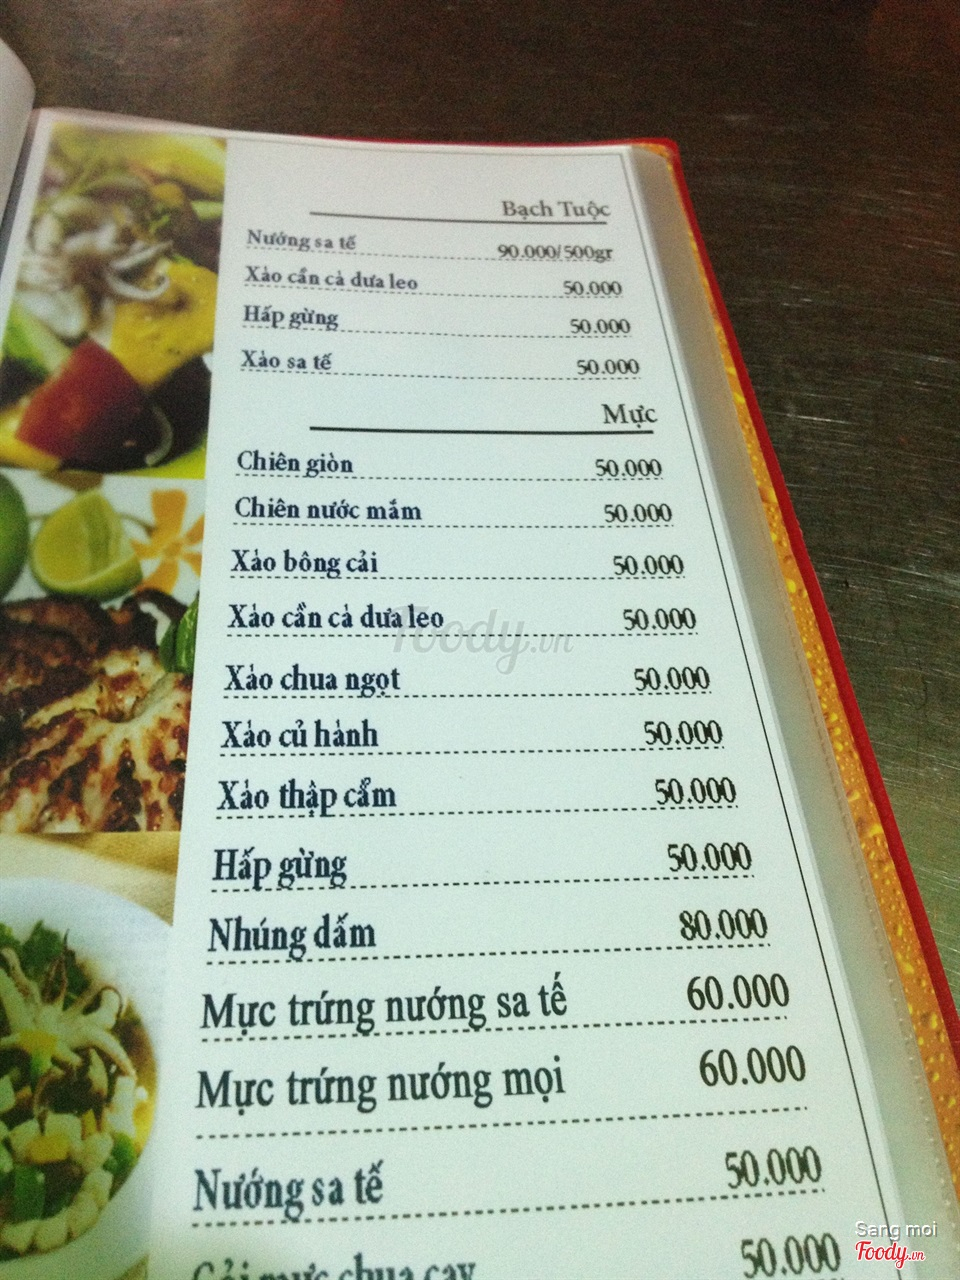 Bạch Tuộc
Nướng sa tế 90.000/500gr
Xào cần cà dưa leo 50.000
Hấp gừng 50.000
Xào sa tế 50.000
Mực
Chiên giòn 50.000
Chiên nước mắm 50.000
Xào bông cải 50.000
Xào cần cà dưa leo 50.000
Xào chua ngọt 50.000
Xào củ hành 50.000
Xào thập cẩm 50.000
Hấp gừng 50.000
Nhúng dấm 80.000
Mực trứng nướng sa tế 60.000
Mực trứng nướng mọi 60.000
Nướng sa tế 50.000
Gỏi mực chua cay 50.000
Foody.vn
Sang moi
Foody.vn